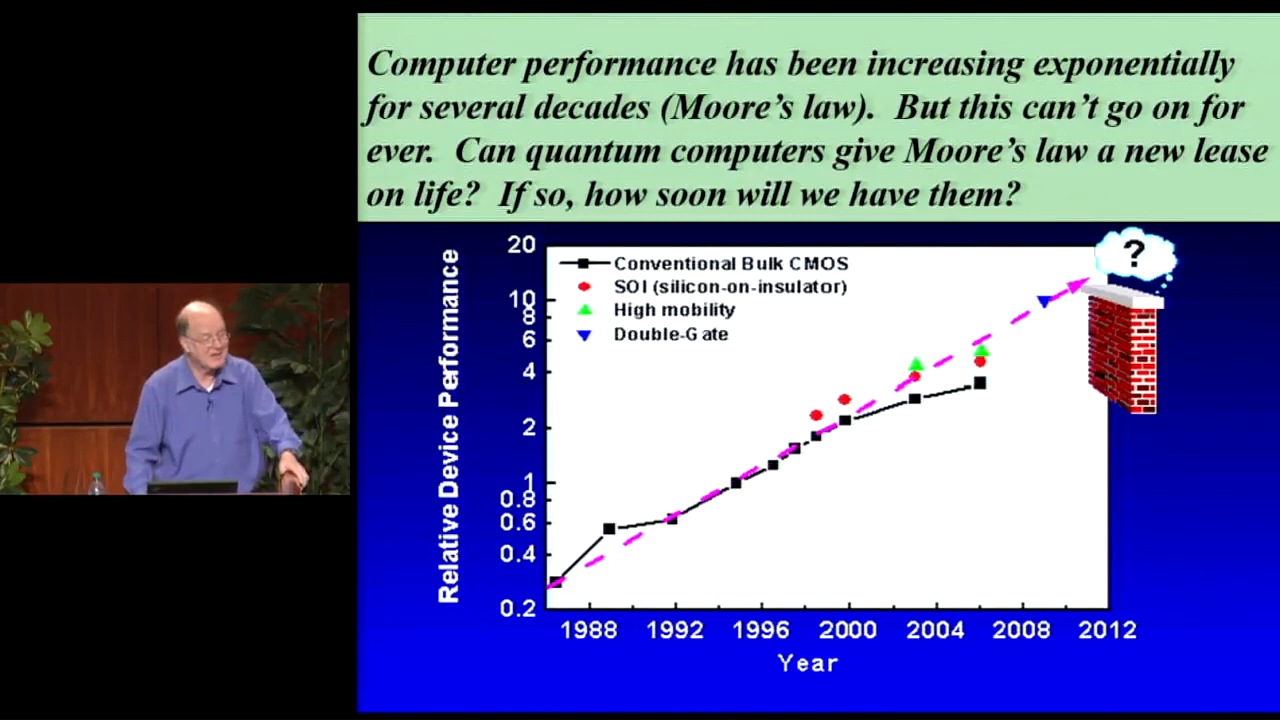 Computer performance has been increasing exponentially
for several decades (Moore's law). But this can't go on for
ever. Can quantum computers give Moore's law a new lease
on life? If so, how soon will we have them?
Relative Device Performance
20
10
8
6
4
2
1
0.8
0.6
0.4
0.2
Conventional Bulk CMOS
SOI (silicon-on-insulator)
High mobility
Double-Gate
?
1988 1992 1996 2000 2004 2008 2012
Year